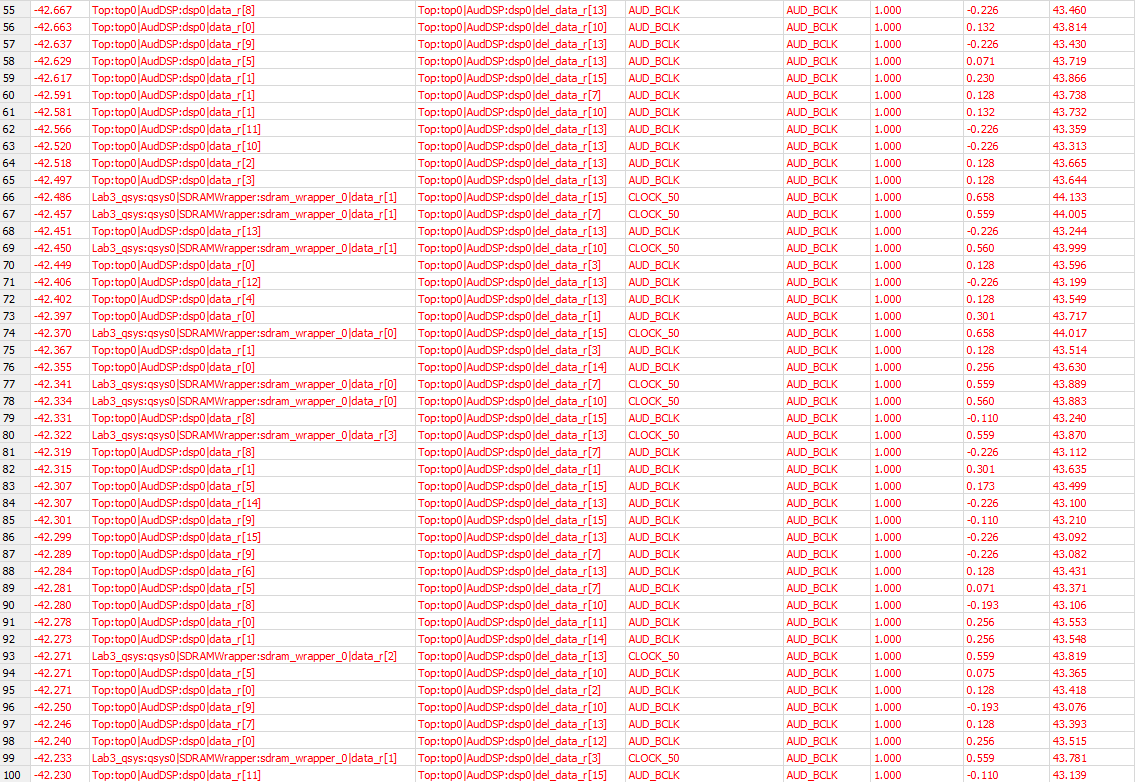 55 -42.667 Top:top0|AudDSP:dsp0|data_r[8] Top:top0|AudDSP:dsp0|del_data_r[13] AUD_BCLK AUD_BCLK 1.000 -0.226 43.460
56 -42.663 Top:top0|AudDSP:dsp0|data_r[0] Top:top0|AudDSP:dsp0|del_data_r[10] AUD_BCLK AUD_BCLK 1.000 0.132 43.814
57 -42.637 Top:top0|AudDSP:dsp0|data_r[9] Top:top0|AudDSP:dsp0|del_data_r[13] AUD_BCLK AUD_BCLK 1.000 -0.226 43.430
58 -42.629 Top:top0|AudDSP:dsp0|data_r[5] Top:top0|AudDSP:dsp0|del_data_r[13] AUD_BCLK AUD_BCLK 1.000 0.071 43.719
59 -42.617 Top:top0|AudDSP:dsp0|data_r[1] Top:top0|AudDSP:dsp0|del_data_r[15] AUD_BCLK AUD_BCLK 1.000 0.230 43.866
60 -42.591 Top:top0|AudDSP:dsp0|data_r[1] Top:top0|AudDSP:dsp0|del_data_r[7] AUD_BCLK AUD_BCLK 1.000 0.128 43.738
61 -42.581 Top:top0|AudDSP:dsp0|data_r[1] Top:top0|AudDSP:dsp0|del_data_r[10] AUD_BCLK AUD_BCLK 1.000 0.132 43.732
62 -42.566 Top:top0|AudDSP:dsp0|data_r[11] Top:top0|AudDSP:dsp0|del_data_r[13] AUD_BCLK AUD_BCLK 1.000 -0.226 43.359
63 -42.520 Top:top0|AudDSP:dsp0|data_r[10] Top:top0|AudDSP:dsp0|del_data_r[13] AUD_BCLK AUD_BCLK 1.000 -0.226 43.313
64 -42.518 Top:top0|AudDSP:dsp0|data_r[2] Top:top0|AudDSP:dsp0|del_data_r[13] AUD_BCLK AUD_BCLK 1.000 0.128 43.665
65 -42.497 Top:top0|AudDSP:dsp0|data_r[3] Top:top0|AudDSP:dsp0|del_data_r[13] AUD_BCLK AUD_BCLK 1.000 0.128 43.644
66 -42.486 Lab3_qsys:qsys0|SDRAMWrapper:sdram_wrapper_0|data_r[1] Top:top0|AudDSP:dsp0|del_data_r[15] CLOCK_50 AUD_BCLK 1.000 0.658 44.133
67 -42.457 Lab3_qsys:qsys0|SDRAMWrapper:sdram_wrapper_0|data_r[1] Top:top0|AudDSP:dsp0|del_data_r[7] CLOCK_50 AUD_BCLK 1.000 0.559 44.005
68 -42.451 Top:top0|AudDSP:dsp0|data_r[13] Top:top0|AudDSP:dsp0|del_data_r[13] AUD_BCLK AUD_BCLK 1.000 -0.226 43.244
69 -42.450 Lab3_qsys:qsys0|SDRAMWrapper:sdram_wrapper_0|data_r[1] Top:top0|AudDSP:dsp0|del_data_r[10] CLOCK_50 AUD_BCLK 1.000 0.560 43.999
70 -42.449 Top:top0|AudDSP:dsp0|data_r[0] Top:top0|AudDSP:dsp0|del_data_r[3] AUD_BCLK AUD_BCLK 1.000 0.128 43.596
71 -42.406 Top:top0|AudDSP:dsp0|data_r[12] Top:top0|AudDSP:dsp0|del_data_r[13] AUD_BCLK AUD_BCLK 1.000 -0.226 43.199
72 -42.402 Top:top0|AudDSP:dsp0|data_r[4] Top:top0|AudDSP:dsp0|del_data_r[13] AUD_BCLK AUD_BCLK 1.000 0.128 43.549
73 -42.397 Top:top0|AudDSP:dsp0|data_r[0] Top:top0|AudDSP:dsp0|del_data_r[1] AUD_BCLK AUD_BCLK 1.000 0.301 43.717
74 -42.370 Lab3_qsys:qsys0|SDRAMWrapper:sdram_wrapper_0|data_r[0] Top:top0|AudDSP:dsp0|del_data_r[15] CLOCK_50 AUD_BCLK 1.000 0.658 44.017
75 -42.367 Top:top0|AudDSP:dsp0|data_r[1] Top:top0|AudDSP:dsp0|del_data_r[3] AUD_BCLK AUD_BCLK 1.000 0.128 43.514
76 -42.355 Top:top0|AudDSP:dsp0|data_r[0] Top:top0|AudDSP:dsp0|del_data_r[14] AUD_BCLK AUD_BCLK 1.000 0.256 43.630
77 -42.341 Lab3_qsys:qsys0|SDRAMWrapper:sdram_wrapper_0|data_r[0] Top:top0|AudDSP:dsp0|del_data_r[7] CLOCK_50 AUD_BCLK 1.000 0.559 43.889
78 -42.334 Lab3_qsys:qsys0|SDRAMWrapper:sdram_wrapper_0|data_r[0] Top:top0|AudDSP:dsp0|del_data_r[10] CLOCK_50 AUD_BCLK 1.000 0.560 43.883
79 -42.331 Top:top0|AudDSP:dsp0|data_r[8] Top:top0|AudDSP:dsp0|del_data_r[15] AUD_BCLK AUD_BCLK 1.000 -0.110 43.240
80 -42.322 Lab3_qsys:qsys0|SDRAMWrapper:sdram_wrapper_0|data_r[3] Top:top0|AudDSP:dsp0|del_data_r[13] CLOCK_50 AUD_BCLK 1.000 0.559 43.870
81 -42.319 Top:top0|AudDSP:dsp0|data_r[8] Top:top0|AudDSP:dsp0|del_data_r[7] AUD_BCLK AUD_BCLK 1.000 -0.226 43.112
82 -42.315 Top:top0|AudDSP:dsp0|data_r[1] Top:top0|AudDSP:dsp0|del_data_r[1] AUD_BCLK AUD_BCLK 1.000 0.301 43.635
83 -42.307 Top:top0|AudDSP:dsp0|data_r[5] Top:top0|AudDSP:dsp0|del_data_r[15] AUD_BCLK AUD_BCLK 1.000 0.173 43.499
84 -42.307 Top:top0|AudDSP:dsp0|data_r[14] Top:top0|AudDSP:dsp0|del_data_r[13] AUD_BCLK AUD_BCLK 1.000 -0.226 43.100
85 -42.301 Top:top0|AudDSP:dsp0|data_r[9] Top:top0|AudDSP:dsp0|del_data_r[15] AUD_BCLK AUD_BCLK 1.000 -0.110 43.210
86 -42.299 Top:top0|AudDSP:dsp0|data_r[15] Top:top0|AudDSP:dsp0|del_data_r[13] AUD_BCLK AUD_BCLK 1.000 -0.226 43.092
87 -42.289 Top:top0|AudDSP:dsp0|data_r[9] Top:top0|AudDSP:dsp0|del_data_r[7] AUD_BCLK AUD_BCLK 1.000 -0.226 43.082
88 -42.284 Top:top0|AudDSP:dsp0|data_r[6] Top:top0|AudDSP:dsp0|del_data_r[13] AUD_BCLK AUD_BCLK 1.000 0.128 43.431
89 -42.281 Top:top0|AudDSP:dsp0|data_r[5] Top:top0|AudDSP:dsp0|del_data_r[7] AUD_BCLK AUD_BCLK 1.000 0.071 43.371
90 -42.280 Top:top0|AudDSP:dsp0|data_r[8] Top:top0|AudDSP:dsp0|del_data_r[10] AUD_BCLK AUD_BCLK 1.000 -0.193 43.106
91 -42.278 Top:top0|AudDSP:dsp0|data_r[0] Top:top0|AudDSP:dsp0|del_data_r[11] AUD_BCLK AUD_BCLK 1.000 0.256 43.553
92 -42.273 Top:top0|AudDSP:dsp0|data_r[1] Top:top0|AudDSP:dsp0|del_data_r[14] AUD_BCLK AUD_BCLK 1.000 0.256 43.548
93 -42.271 Lab3_qsys:qsys0|SDRAMWrapper:sdram_wrapper_0|data_r[2] Top:top0|AudDSP:dsp0|del_data_r[13] CLOCK_50 AUD_BCLK 1.000 0.559 43.819
94 -42.271 Top:top0|AudDSP:dsp0|data_r[5] Top:top0|AudDSP:dsp0|del_data_r[10] AUD_BCLK AUD_BCLK 1.000 0.075 43.365
95 -42.271 Top:top0|AudDSP:dsp0|data_r[0] Top:top0|AudDSP:dsp0|del_data_r[2] AUD_BCLK AUD_BCLK 1.000 0.128 43.418
96 -42.250 Top:top0|AudDSP:dsp0|data_r[9] Top:top0|AudDSP:dsp0|del_data_r[10] AUD_BCLK AUD_BCLK 1.000 -0.193 43.076
97 -42.246 Top:top0|AudDSP:dsp0|data_r[7] Top:top0|AudDSP:dsp0|del_data_r[13] AUD_BCLK AUD_BCLK 1.000 0.128 43.393
98 -42.240 Top:top0|AudDSP:dsp0|data_r[0] Top:top0|AudDSP:dsp0|del_data_r[12] AUD_BCLK AUD_BCLK 1.000 0.256 43.515
99 -42.233 Lab3_qsys:qsys0|SDRAMWrapper:sdram_wrapper_0|data_r[1] Top:top0|AudDSP:dsp0|del_data_r[3] CLOCK_50 AUD_BCLK 1.000 0.559 43.781
100 -42.230 Top:top0|AudDSP:dsp0|data_r[11] Top:top0|AudDSP:dsp0|del_data_r[15] AUD_BCLK AUD_BCLK 1.000 -0.110 43.139